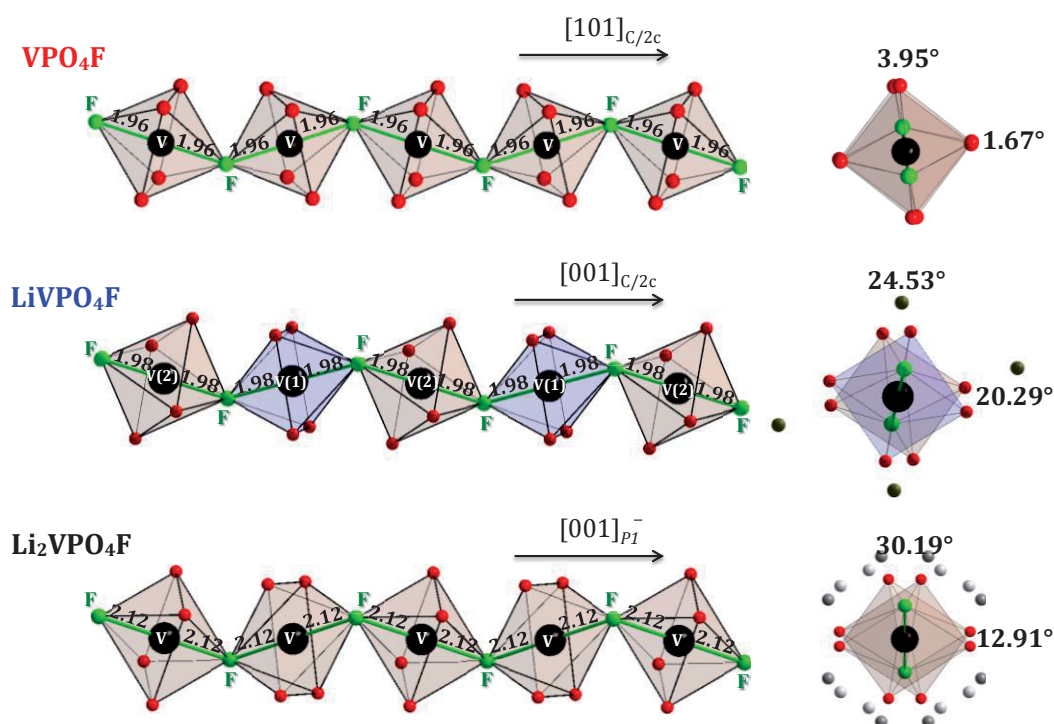 [101]C/2c
VPO₄F
3.95°
F 1.96 V 1.96 F 1.96 V 1.96 F 1.96 V 1.96 F 1.96 V 1.96 F 1.96 V 1.96 F
1.67°
[001]C/2c
LiVPO₄F
24.53°
F 1.98 V(2) 1.98 F 1.98 V(1) 1.98 F 1.98 V(2) 1.98 F 1.98 V(1) 1.98 F 1.98 V(2) 1.98 F
20.29°
[001]P1̄
Li₂VPO₄F
30.19°
F 2.12 V 2.12 F 2.12 V 2.12 F 2.12 V 2.12 F 2.12 V 2.12 F 2.12 V 2.12 F
12.91°